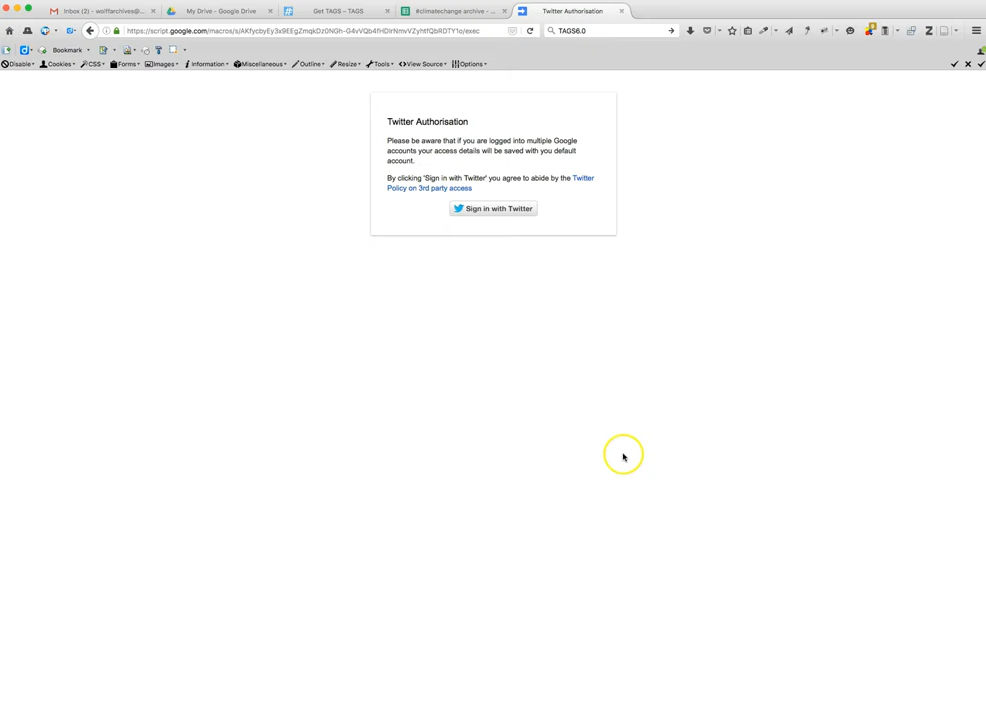 Inbox (2) - wolffarchives@...
My Drive - Google Drive
Get TAGS – TAGS
#climatechange archive - ...
Twitter Authorisation
https://script.google.com/macros/s/AKfycbyEy3x9EEgZmqkDz0NGh-G4vVQb4fHDIrNmvVZyhtfQbRDTY1o/exec
TAGS6.0
Bookmark
Disable
Cookies
CSS
Forms
Images
Information
Miscellaneous
Outline
Resize
Tools
View Source
Options
Twitter Authorisation
Please be aware that if you are logged into multiple Google
accounts your access details will be saved with you default
account.
By clicking 'Sign in with Twitter' you agree to abide by the Twitter
Policy on 3rd party access
Sign in with Twitter